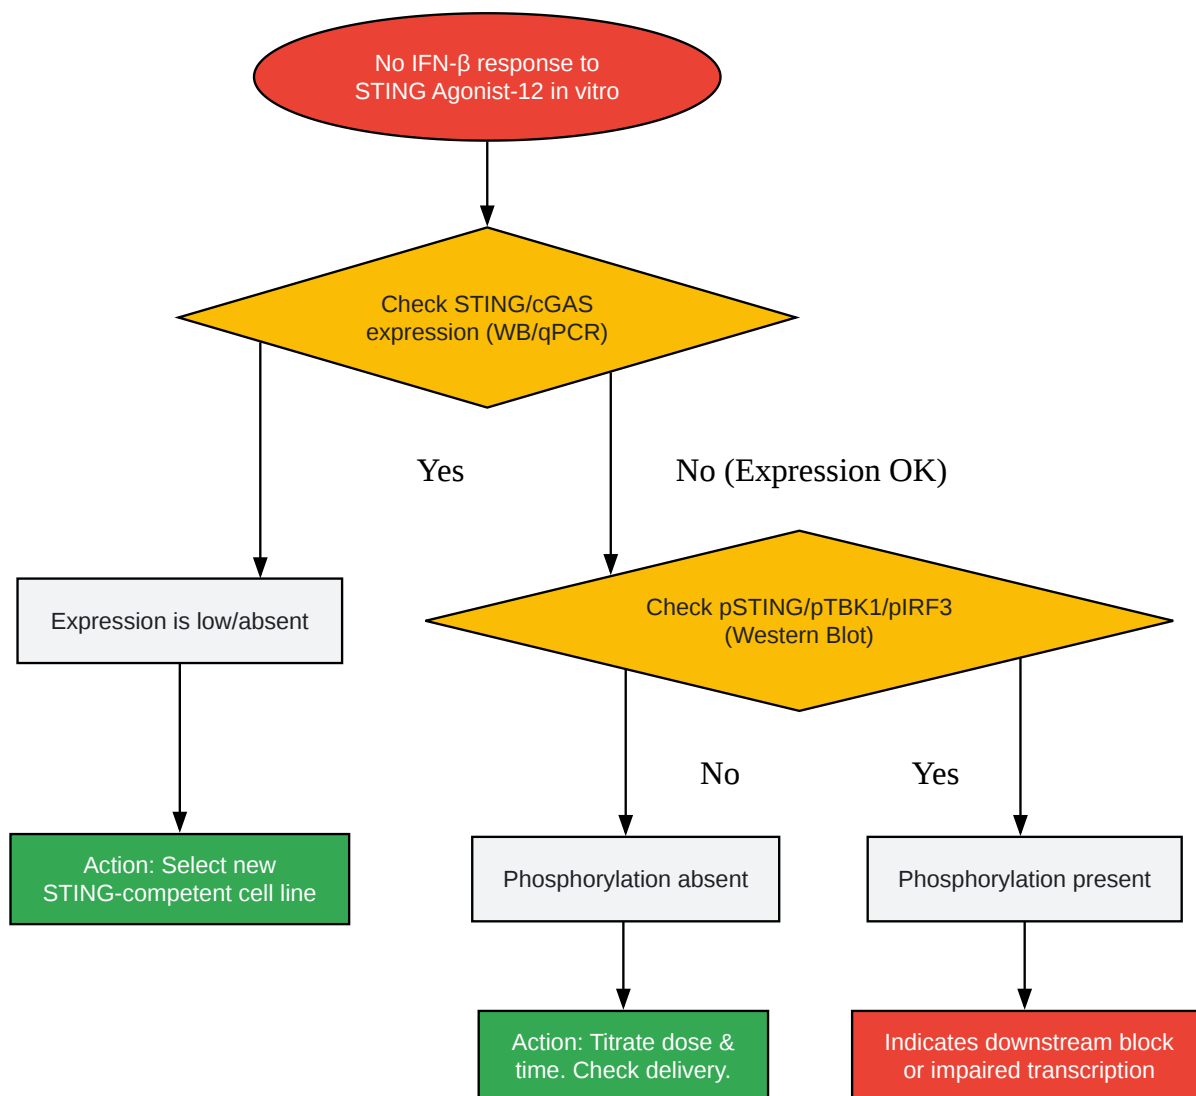 No IFN-β response to
STING Agonist-12 in vitro
Check STING/cGAS
expression (WB/qPCR)
Yes
No (Expression OK)
Expression is low/absent
Check pSTING/pTBK1/pIRF3
(Western Blot)
No
Yes
Action: Select new
STING-competent cell line
Phosphorylation absent
Phosphorylation present
Action: Titrate dose &
time. Check delivery.
Indicates downstream block
or impaired transcription